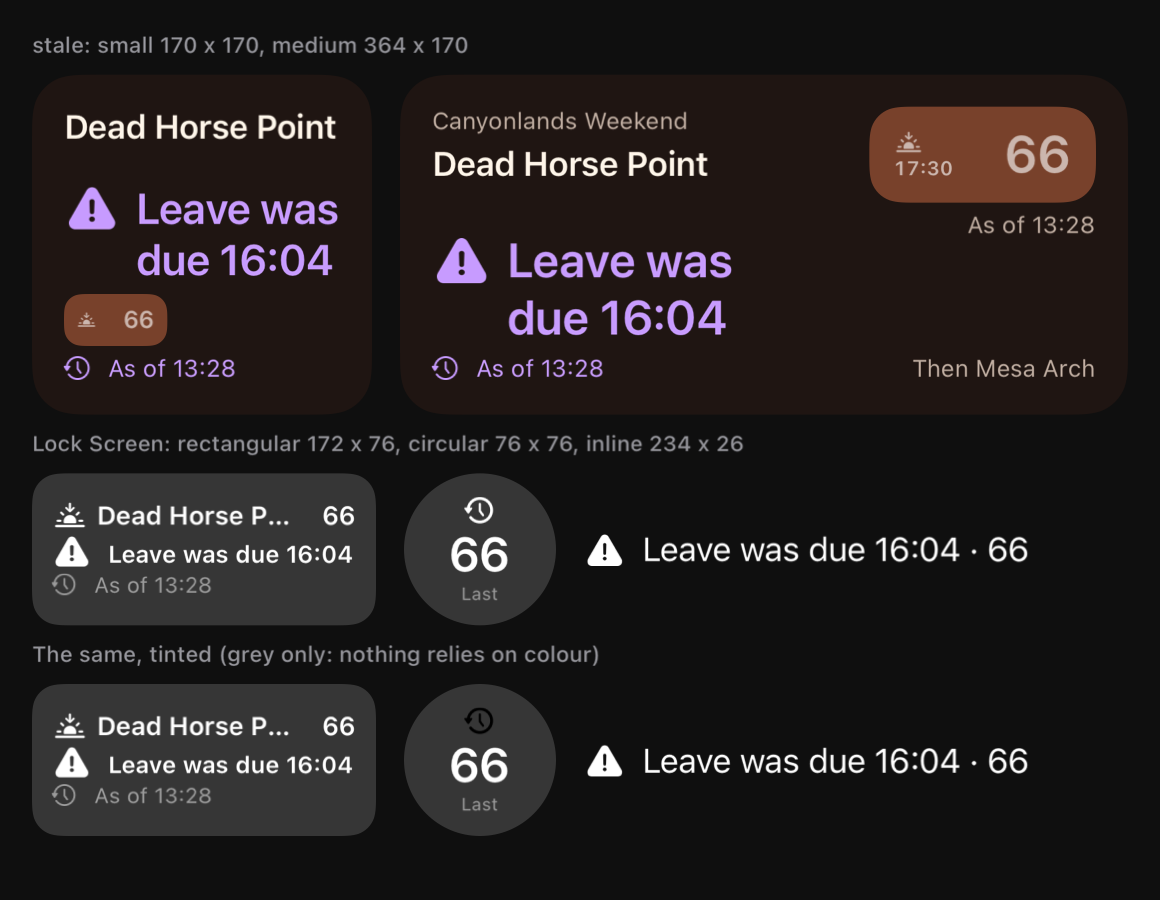 stale: small 170 x 170, medium 364 x 170
Dead Horse Point
Leave was
due 16:04
66
As of 13:28
Canyonlands Weekend
Dead Horse Point
17:30
66
As of 13:28
Leave was
due 16:04
As of 13:28
Then Mesa Arch
Lock Screen: rectangular 172 x 76, circular 76 x 76, inline 234 x 26
Dead Horse P... 66
Leave was due 16:04
As of 13:28
66
Last
Leave was due 16:04 · 66
The same, tinted (grey only: nothing relies on colour)
Dead Horse P... 66
Leave was due 16:04
As of 13:28
66
Last
Leave was due 16:04 · 66